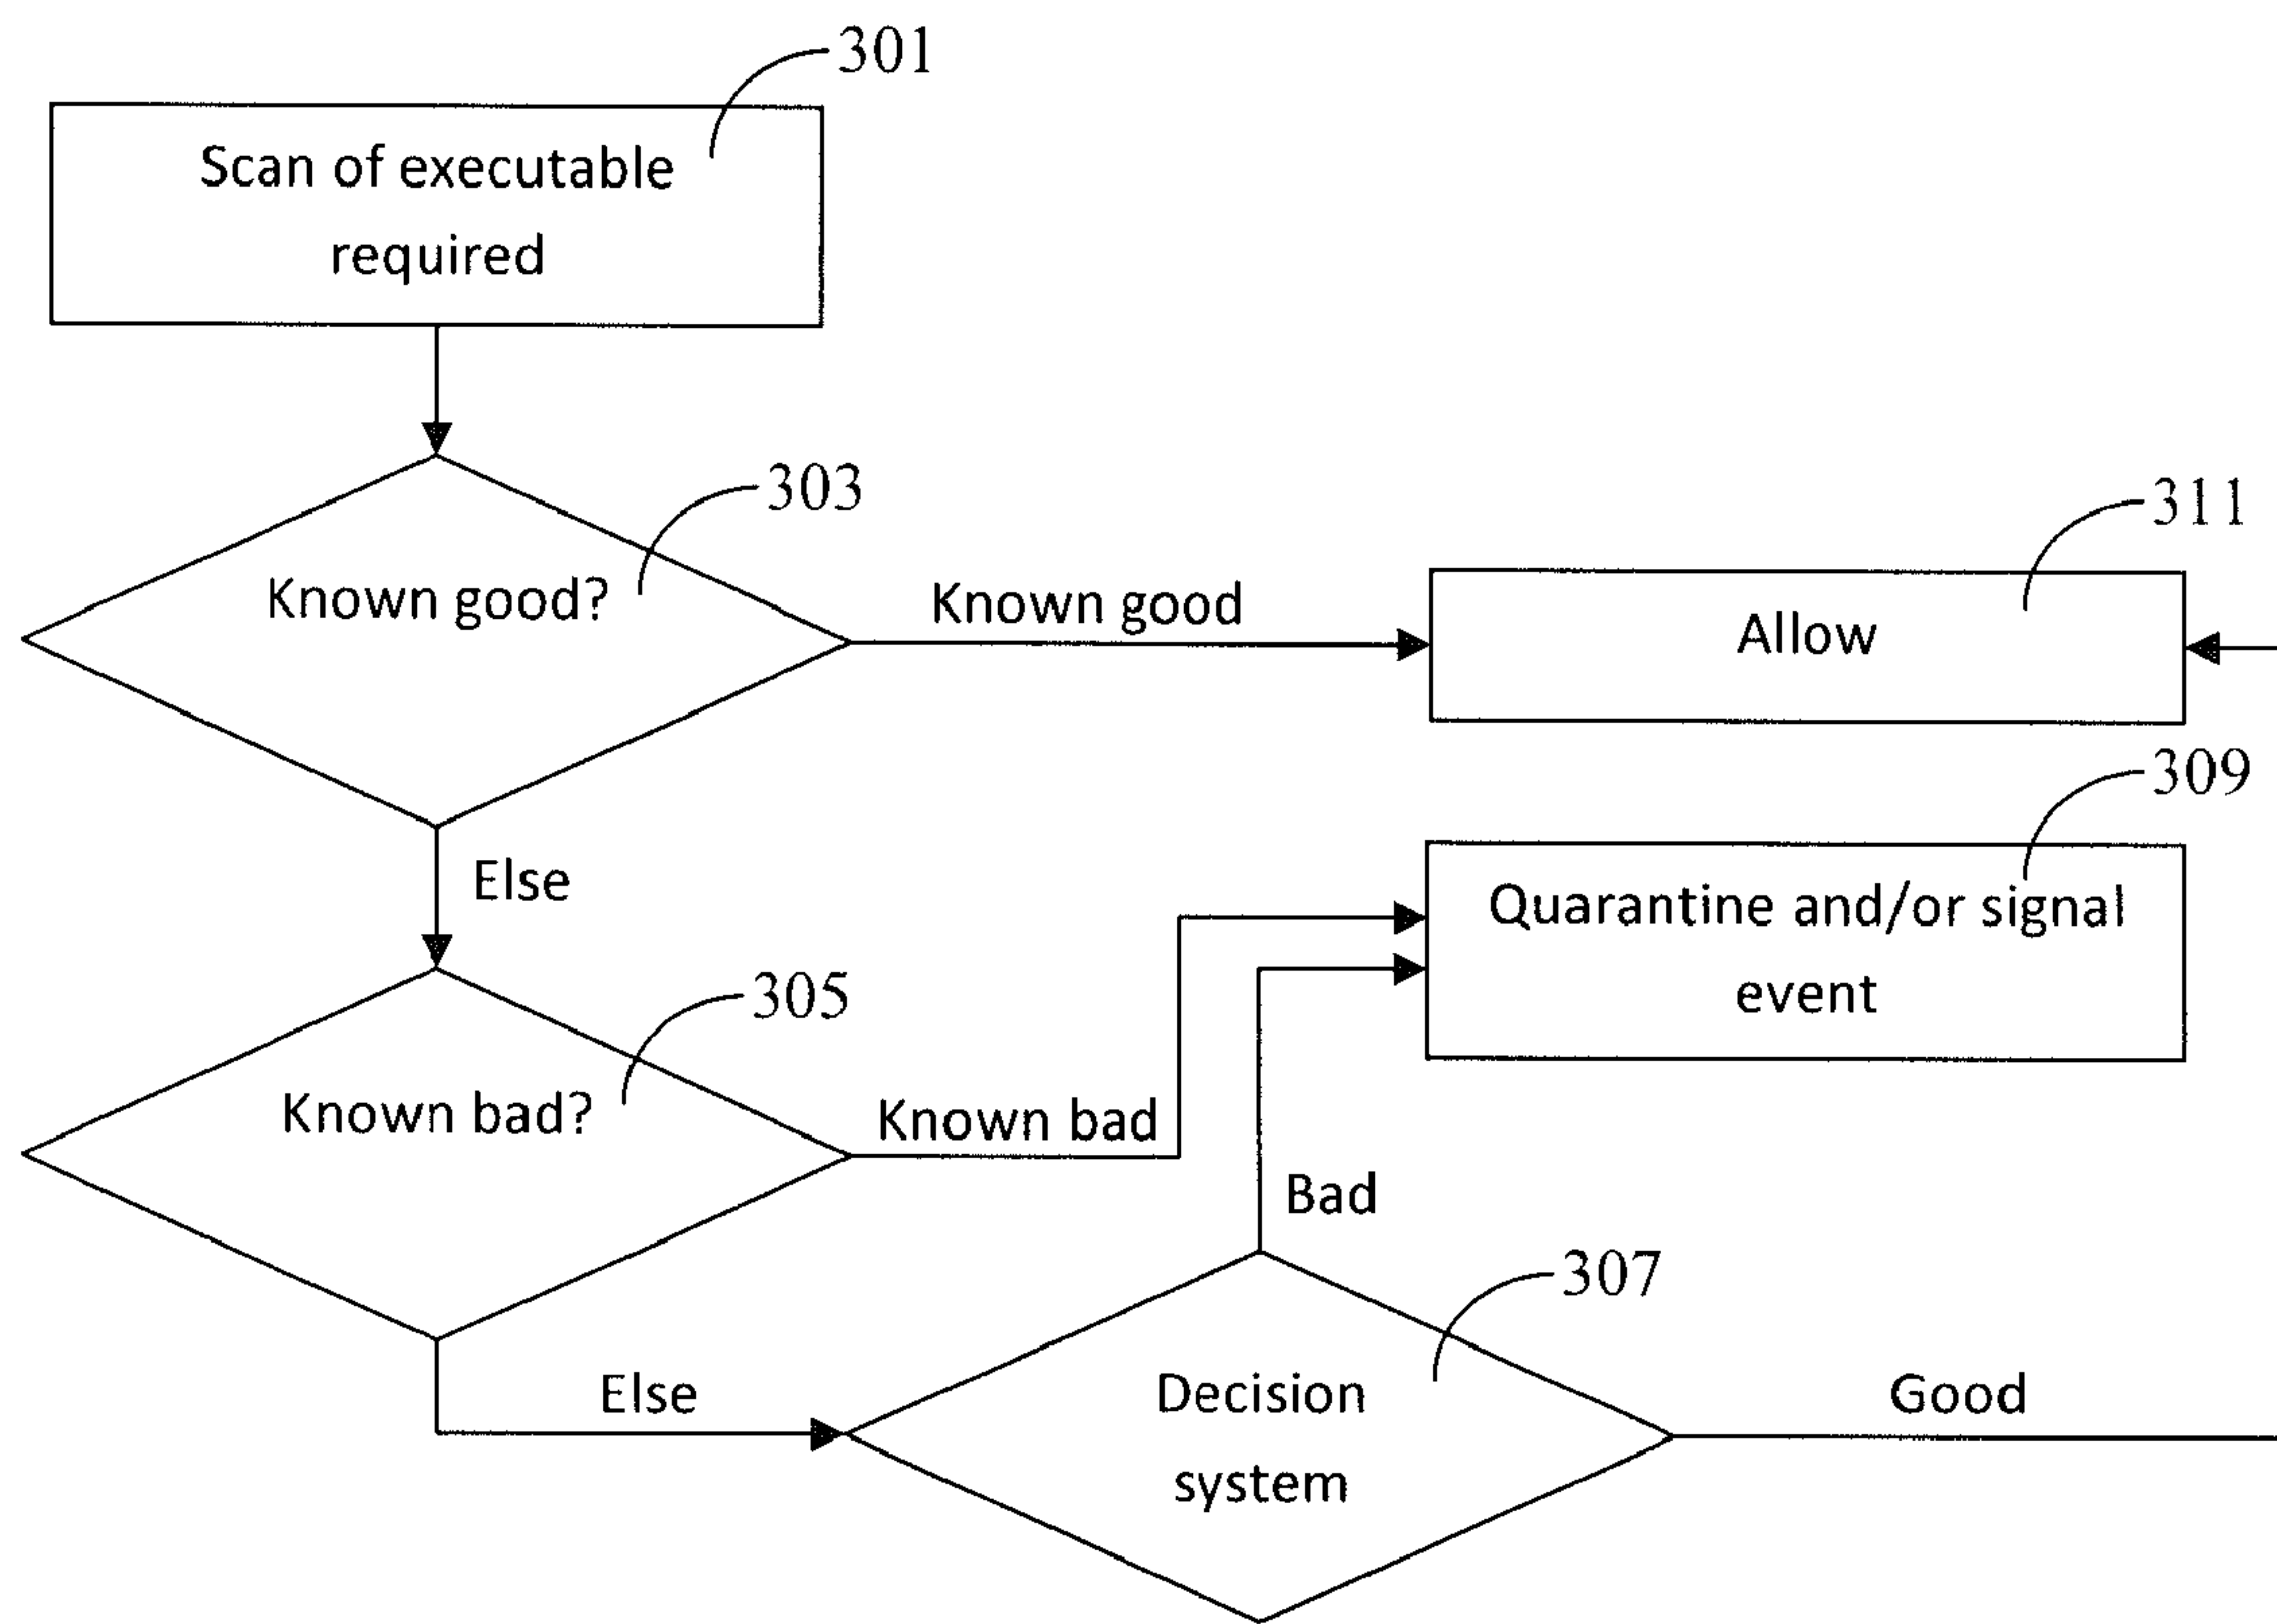 301
Scan of executable
required
303
Known good?
Known good
311
Allow
Else
309
Quarantine and/or signal
event
305
Known bad?
Known bad
Bad
307
Else
Decision
system
Good